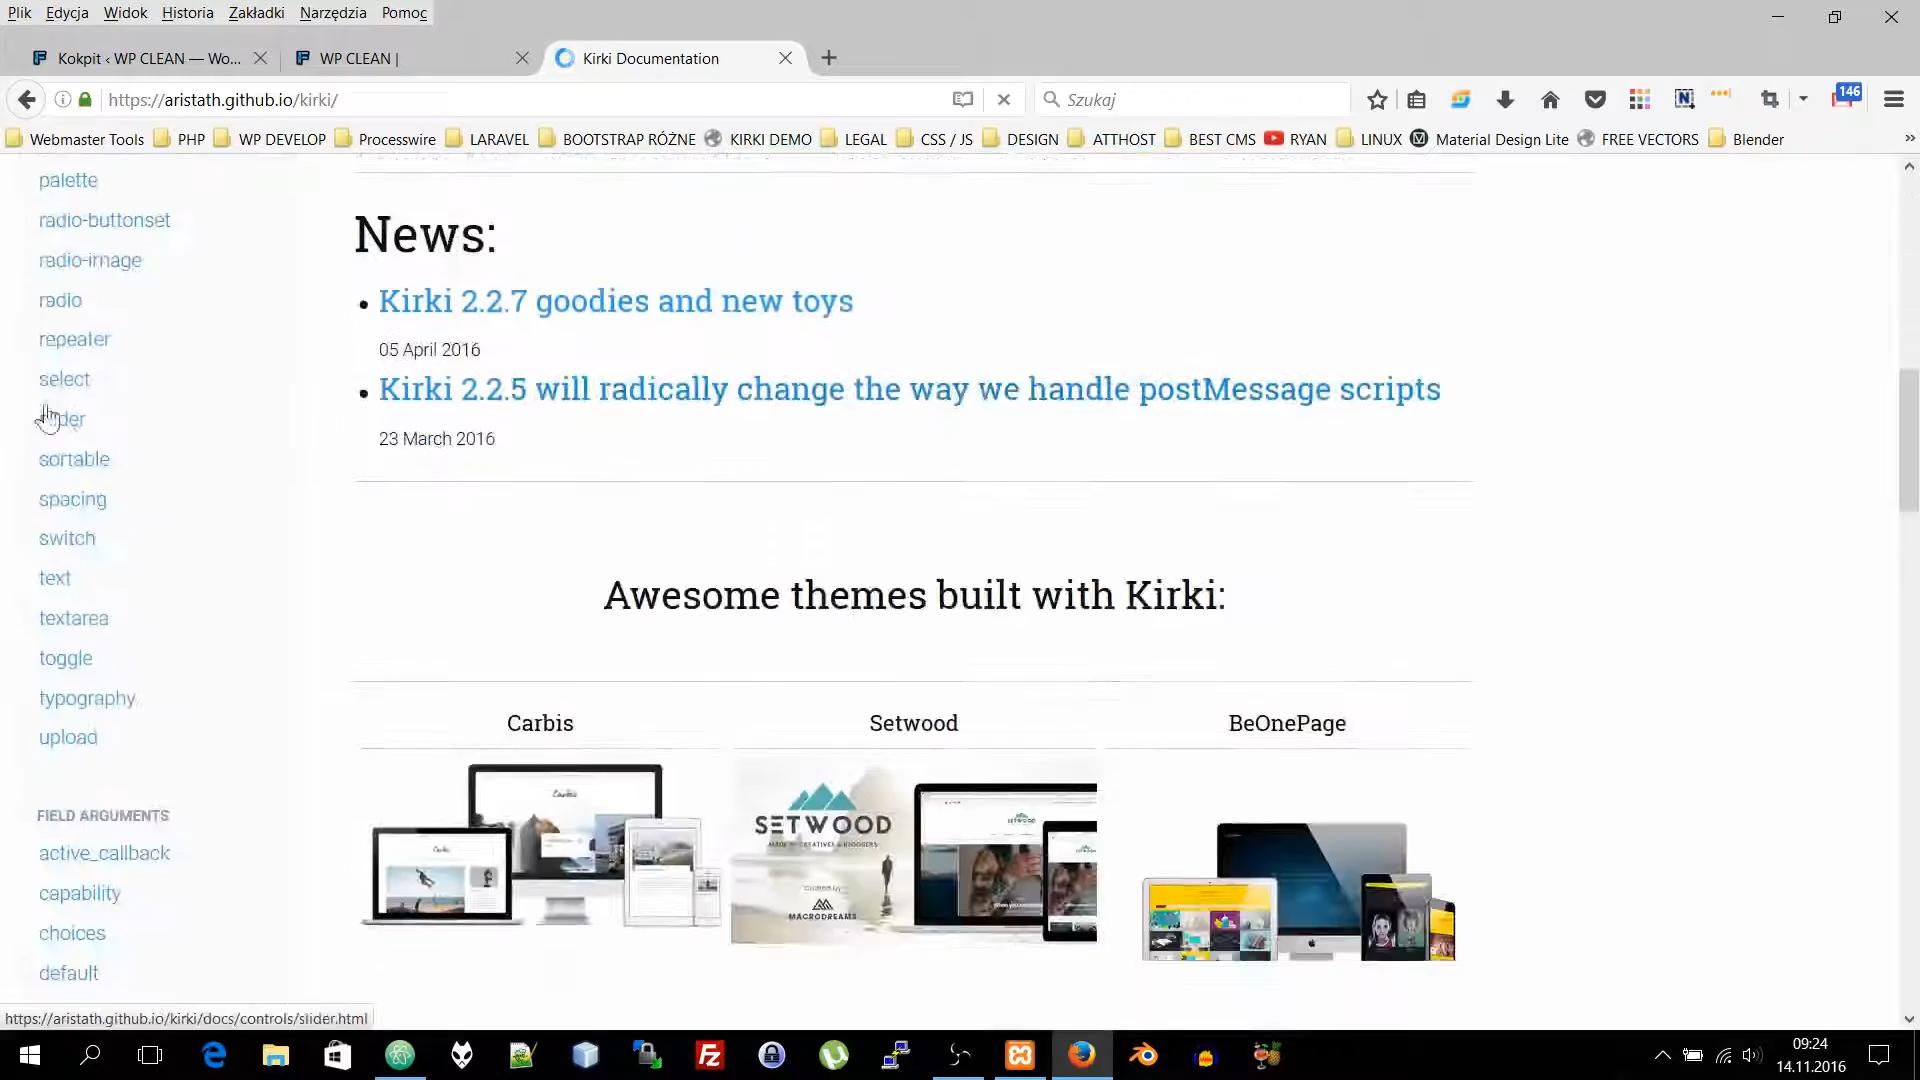 Plik Edycja Widok Historia Zakładki Narzędzia Pomoc
Kokpit ‹ WP CLEAN — Wo...
WP CLEAN |
Kirki Documentation
https://aristath.github.io/kirki/
Szukaj
146
Webmaster Tools PHP WP DEVELOP Processwire LARAVEL BOOTSTRAP RÓŻNE KIRKI DEMO LEGAL CSS / JS DESIGN ATTHOST BEST CMS RYAN LINUX Material Design Lite FREE VECTORS Blender
palette
radio-buttonset
radio-image
radio
repeater
select
slider
sortable
spacing
switch
text
textarea
toggle
typography
upload
FIELD ARGUMENTS
active_callback
capability
choices
default
News:
Kirki 2.2.7 goodies and new toys
05 April 2016
Kirki 2.2.5 will radically change the way we handle postMessage scripts
23 March 2016
Awesome themes built with Kirki:
Carbis Setwood BeOnePage
SETWOOD
MACRODREAMS
https://aristath.github.io/kirki/docs/controls/slider.html
09:24
14.11.2016